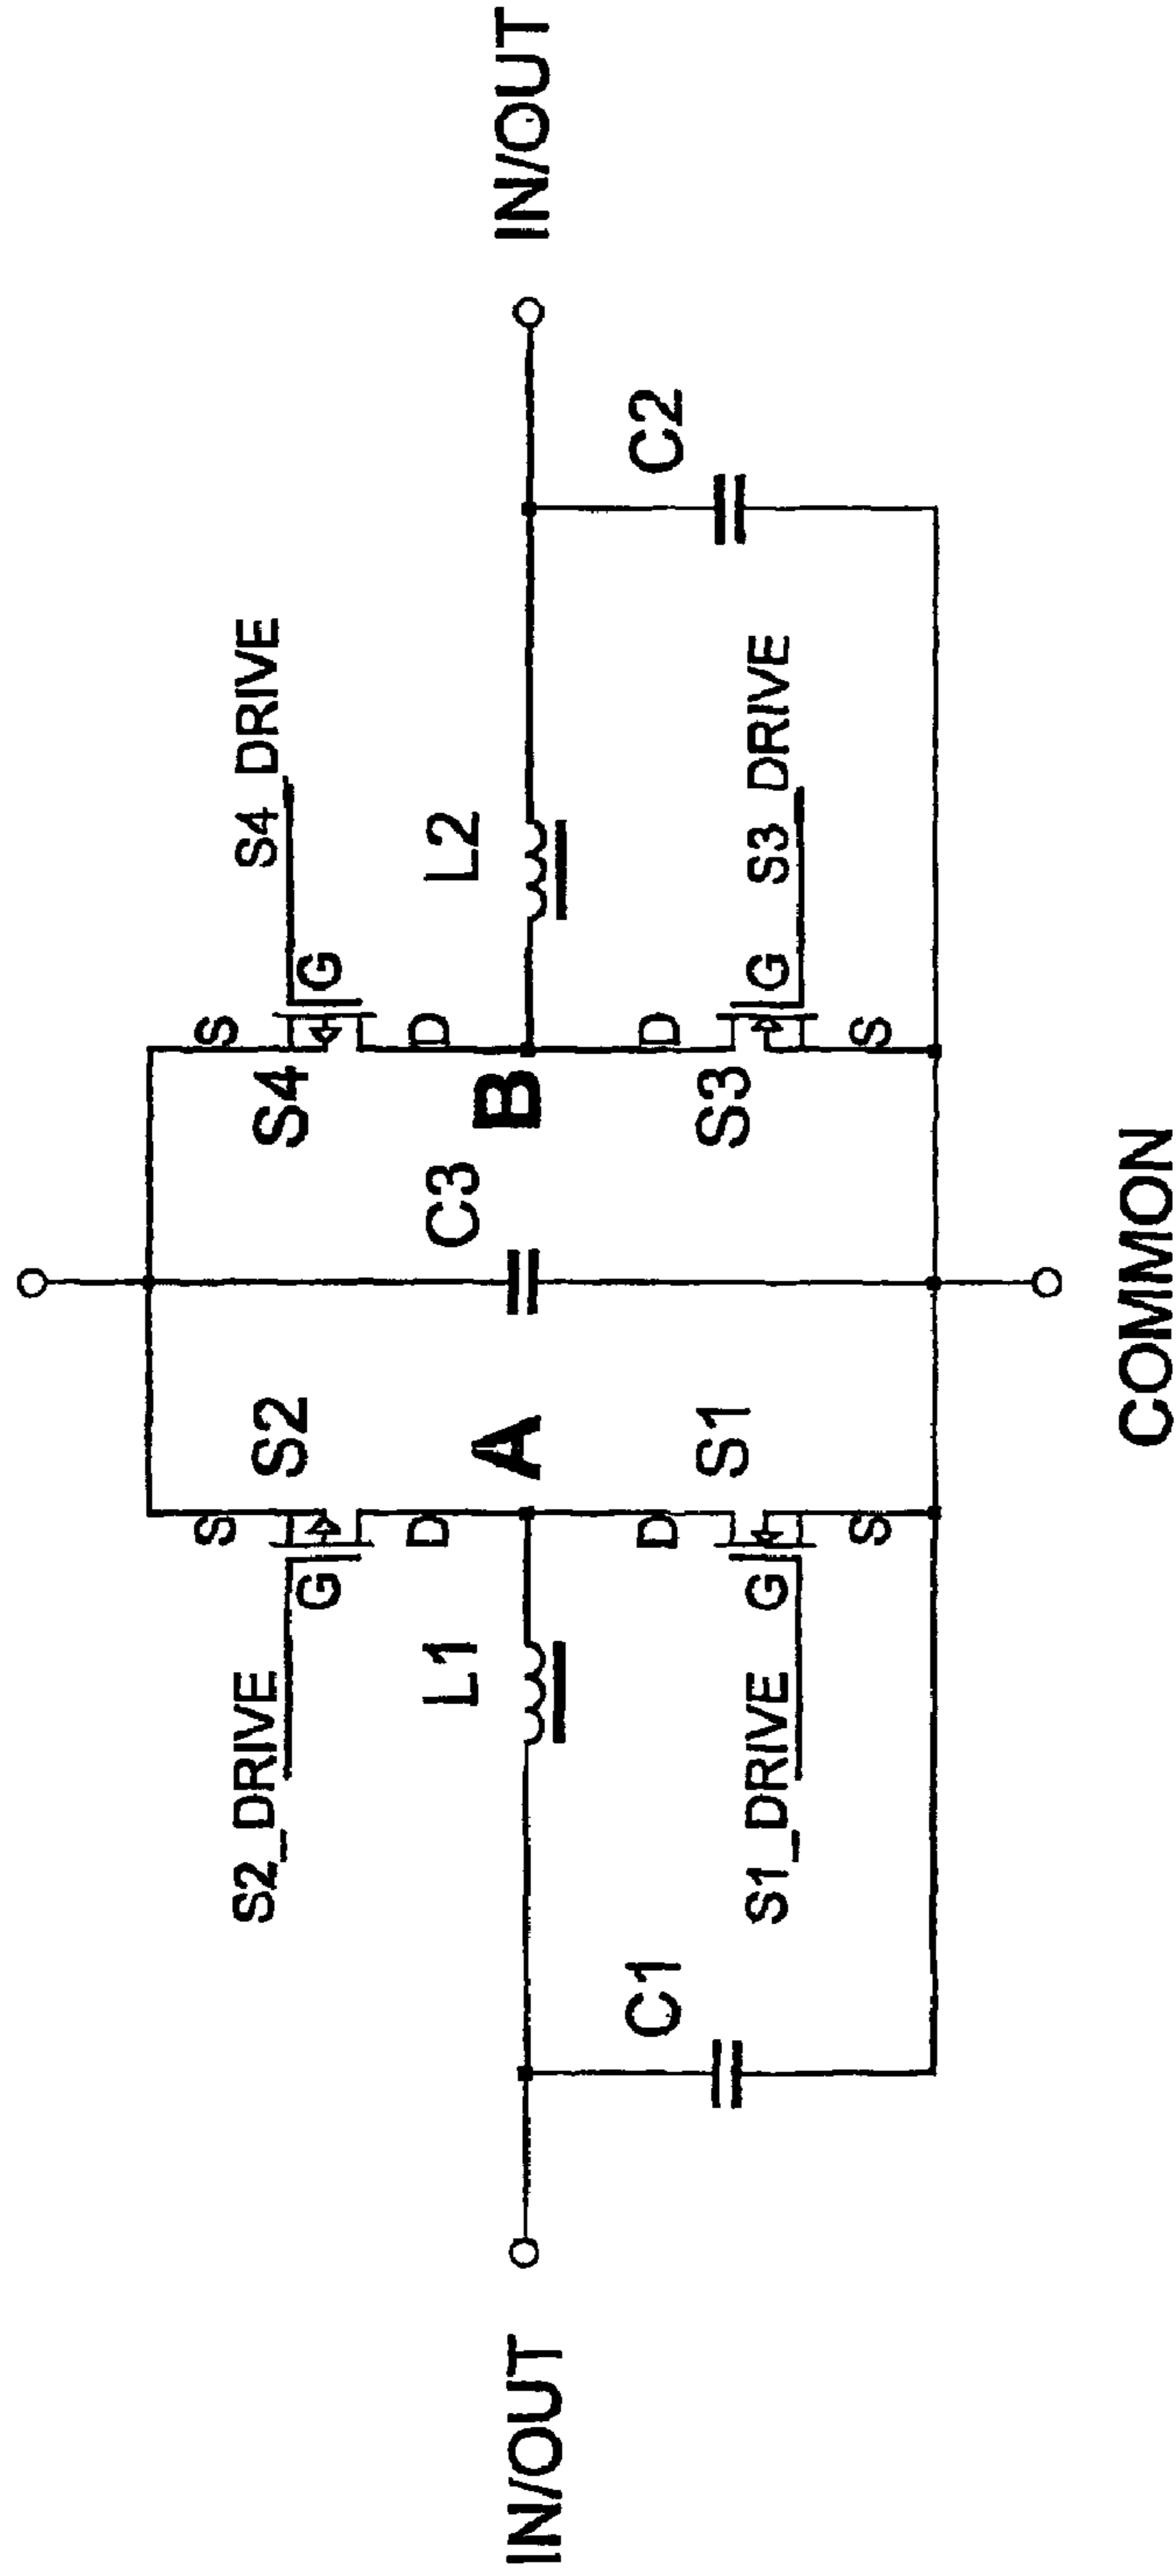 S
S
S2_DRIVE
S2
S4
S4_DRIVE
G
G
D
D
L1
C3
L2
A
B
IN/OUT
IN/OUT
C1
D
D
C2
S1
S3
S1_DRIVE
G
G
S3_DRIVE
S
S
COMMON